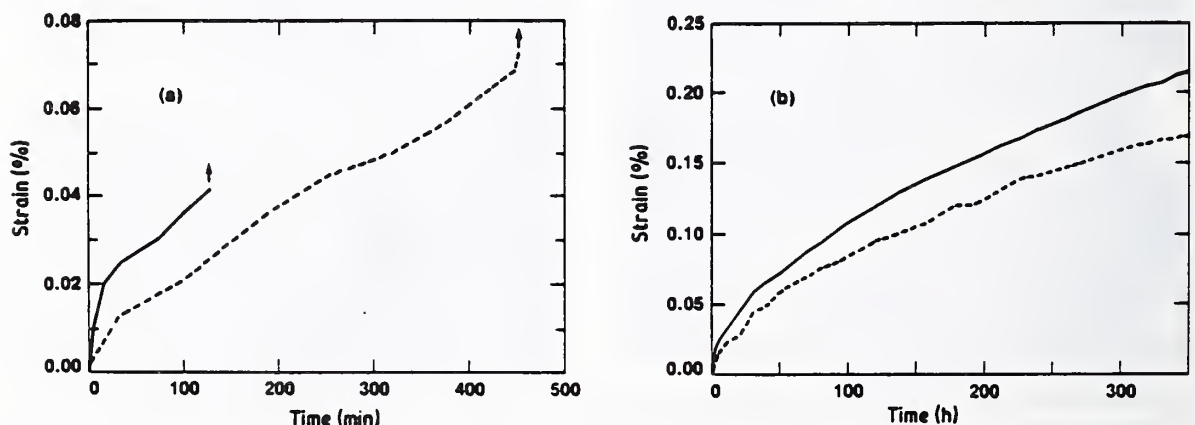 0.08
0.06
0.04
0.02
0.00
Strain (%)
(a)
0 100 200 300 400 500
Time (min)
0.25
0.20
0.15
0.10
0.05
0.00
Strain (%)
(b)
0 100 200 300
Time (h)